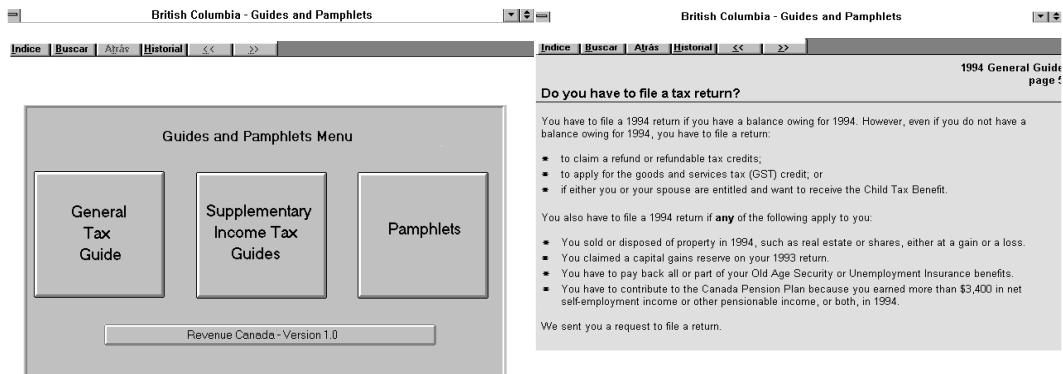 British Columbia - Guides and Pamphlets
Indice Buscar Atrás Historial << >>
Guides and Pamphlets Menu
General
Tax
Guide
Supplementary
Income Tax
Guides
Pamphlets
Revenue Canada - Version 1.0
British Columbia - Guides and Pamphlets
Indice Buscar Atrás Historial << >>
1994 General Guide
page
Do you have to file a tax return?
You have to file a 1994 return if you have a balance owing for 1994. However, even if you do not have a
balance owing for 1994, you have to file a return:
* to claim a refund or refundable tax credits;
* to apply for the goods and services tax (GST) credit; or
* if either you or your spouse are entitled and want to receive the Child Tax Benefit.
You also have to file a 1994 return if any of the following apply to you:
* You sold or disposed of property in 1994, such as real estate or shares, either at a gain or a loss.
* You claimed a capital gains reserve on your 1993 return.
* You have to pay back all or part of your Old Age Security or Unemployment Insurance benefits.
* You have to contribute to the Canada Pension Plan because you earned more than $3,400 in net
self-employment income or other pensionable income, or both, in 1994.
We sent you a request to file a return.